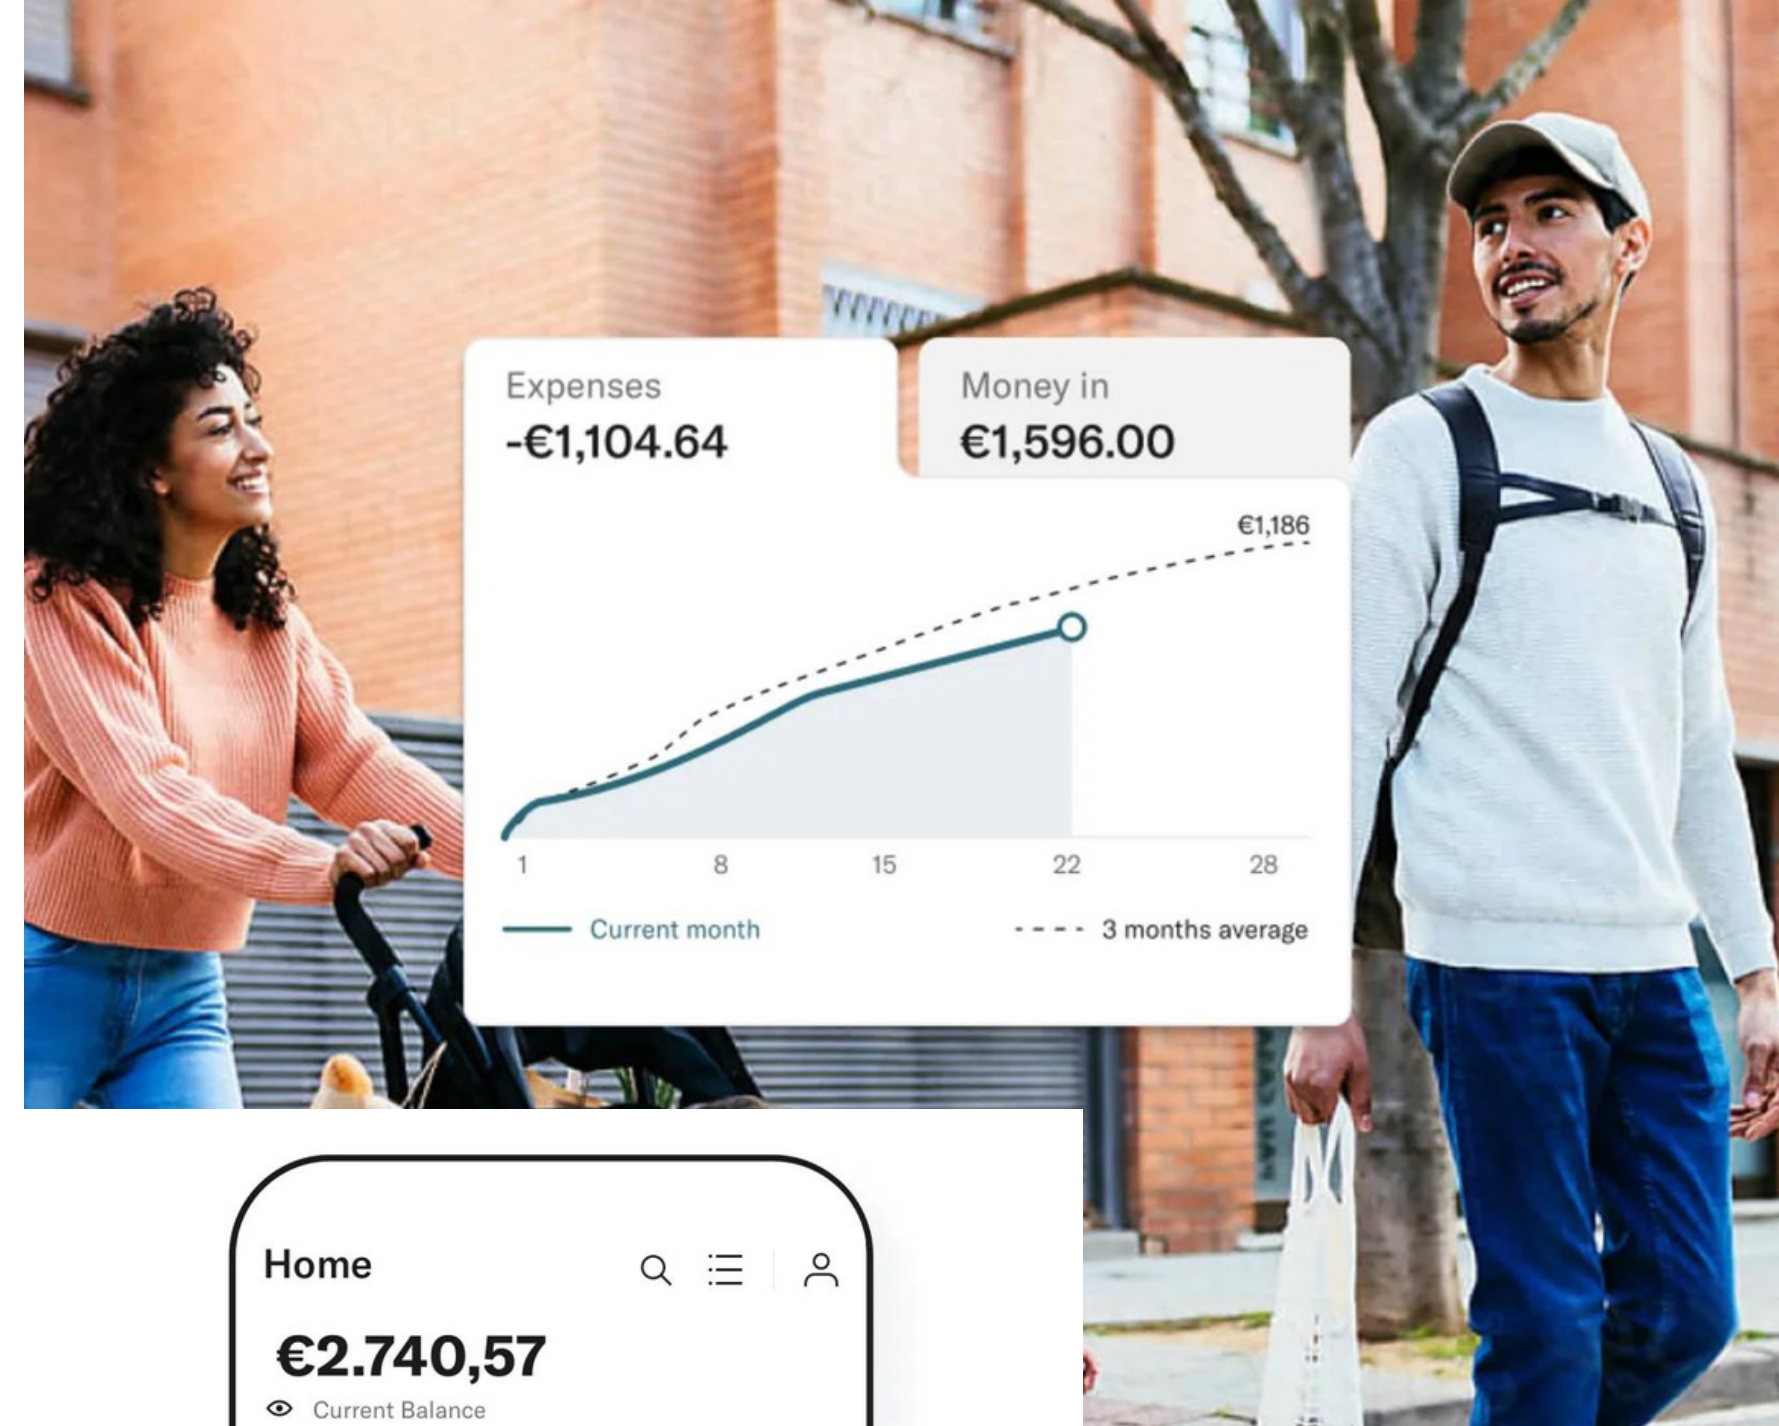 Expenses
-€1,104.64
Money in
€1,596.00
€1,186
1 8 15 22 28
Current month
3 months average
Home
€2.740,57
Current Balance